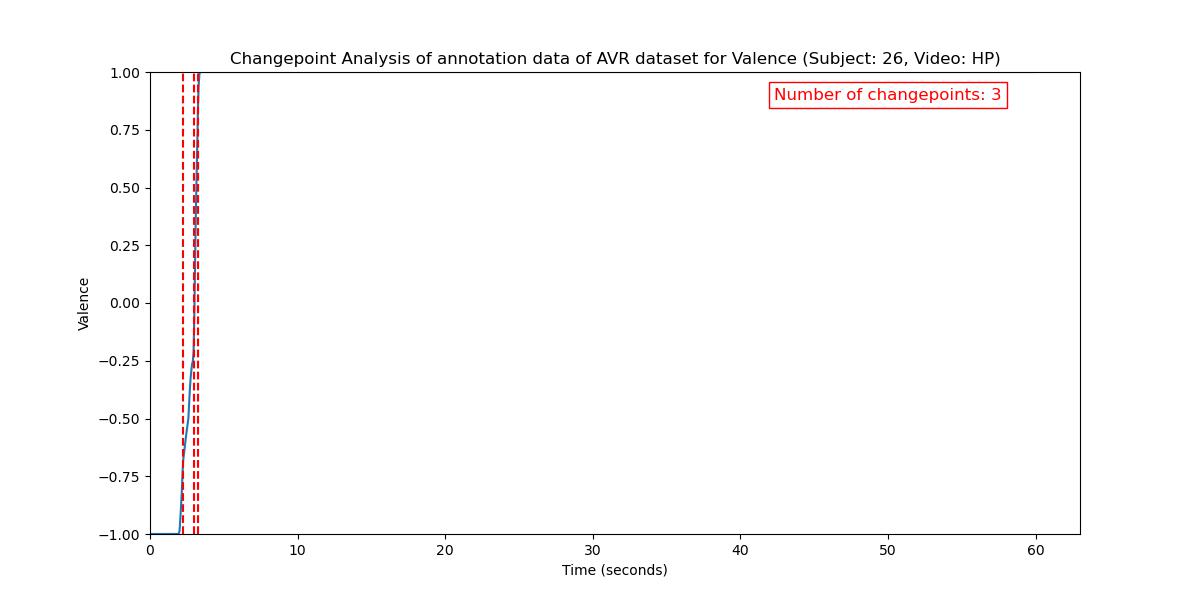 Changepoint Analysis of annotation data of AVR dataset for Valence (Subject: 26, Video: HP)
Number of changepoints: 3
1.00
0.75
0.50
0.25
0.00
−0.25
−0.50
−0.75
−1.00
Valence
0 10 20 30 40 50 60
Time (seconds)